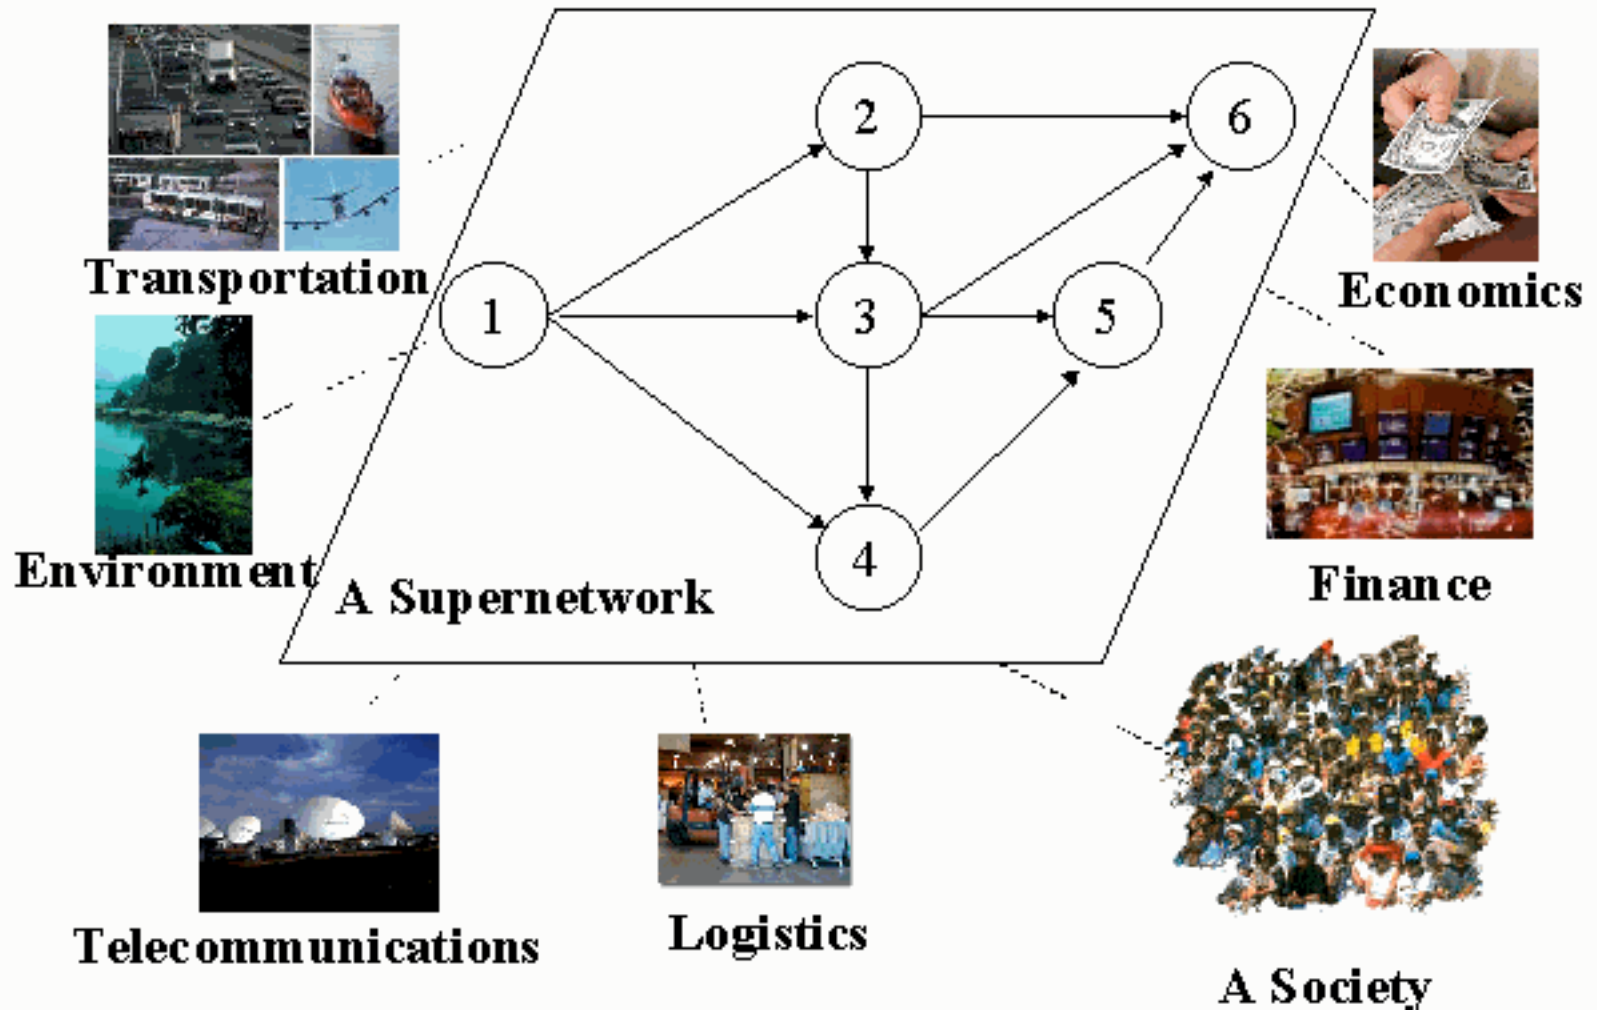 2
6
Transportation
1
3
5
Economics
4
Environment
A Supernetwork
Finance
Telecommunications
Logistics
A Society